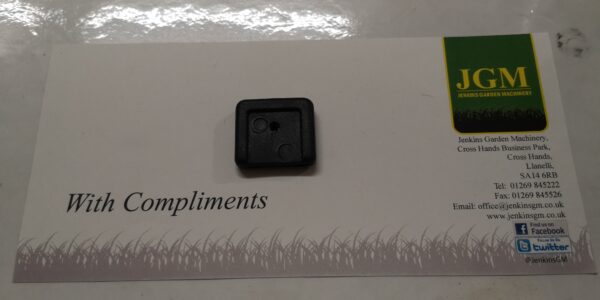 JGM
JENKINS GARDEN MACHINERY
Jenkins Garden Machinery,
Cross Hands Business Park,
Cross Hands,
Llanelli,
SA14 6RB
Tel: 01269 845222
Fax: 01269 845526
Email: office@jenkinsgm.co.uk
www.jenkinsgm.co.uk
Find us on
Facebook
twitter
@JenkinsGM
With Compliments